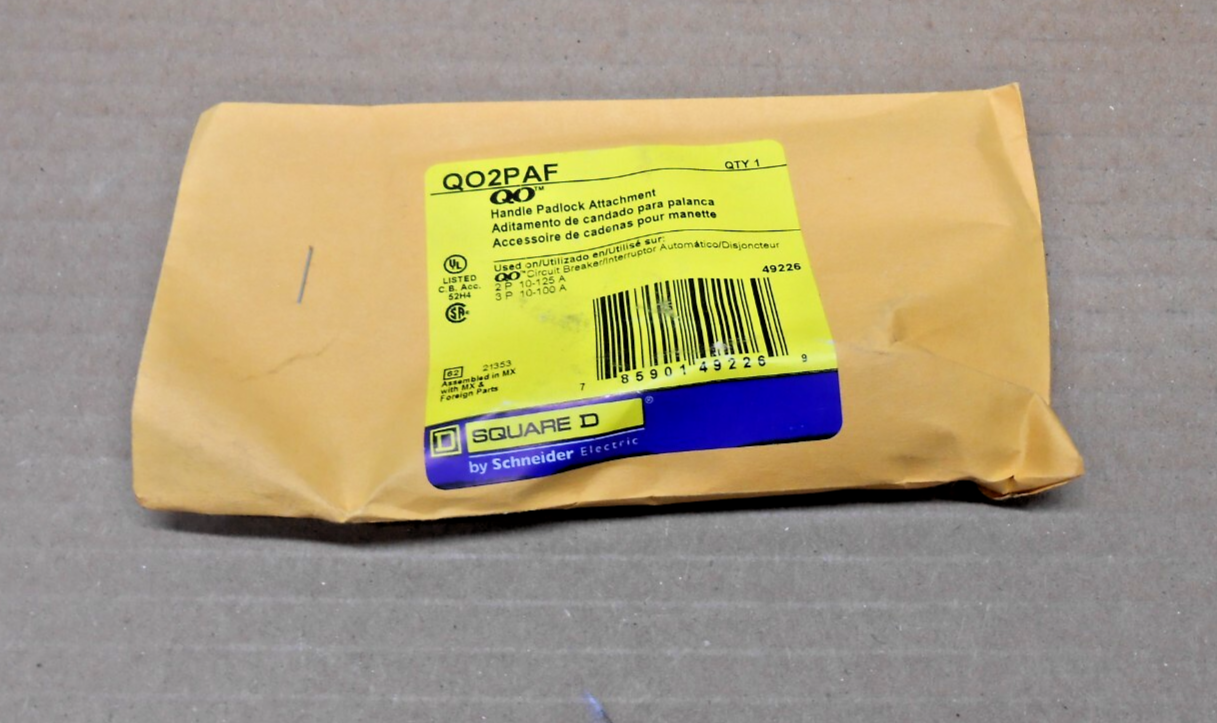 QO2PAF QTY 1
QO™
Handle Padlock Attachment
Aditamento de candado para palanca
Accessoire de cadenas pour manette
Used on/Utilizado en/Utilisé sur:
QO™ Circuit Breaker/Interruptor Automático/Disjoncteur
2 P 10-125 A
3 P 10-100 A
49226
UL
LISTED
C.B. Acc.
52H4
SA
62 21353
Assembled in MX
with MX &
Foreign Parts
7 85901 49226 9
D SQUARE D ®
by Schneider Electric